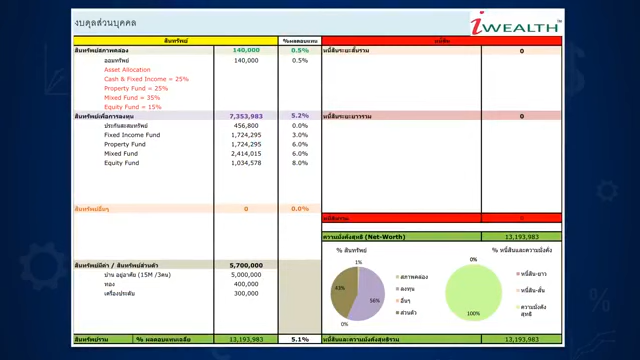 งบดุลส่วนบุคคล
iWEALTH™
สินทรัพย์ %ผลตอบแทน หนี้สิน
สินทรัพย์สภาพคล่อง 140,000 0.5% หนี้สินระยะสั้นรวม 0
ออมทรัพย์ 140,000 0.5%
Asset Allocation
Cash & Fixed Income = 25%
Property Fund = 25%
Mixed Fund = 35%
Equity Fund = 15%
สินทรัพย์เพื่อการลงทุน 7,353,983 5.2% หนี้สินระยะยาวรวม 0
ประกันสะสมทรัพย์ 456,800 0.0%
Fixed Income Fund 1,724,295 3.0%
Property Fund 1,724,295 6.0%
Mixed Fund 2,414,015 6.0%
Equity Fund 1,034,578 8.0%
สินทรัพย์อื่นๆ 0 0.0%
หนี้สินรวม 0
ความมั่งคั่งสุทธิ (Net-Worth) 13,193,983
% สินทรัพย์
1%
43%
56%
0%
สภาพคล่อง
ลงทุน
อื่นๆ
ส่วนตัว
% หนี้สินและความมั่งคั่ง
0%
100%
หนี้สิน-ยาว
หนี้สิน-สั้น
ความมั่งคั่ง
สุทธิ
สินทรัพย์มีค่า / สินทรัพย์ส่วนตัว 5,700,000
บ้าน อยู่อาศัย (15M /3คน) 5,000,000
ทอง 400,000
เครื่องประดับ 300,000
สินทรัพย์รวม % ผลตอบแทนเฉลี่ย 13,193,983 5.1% หนี้สินและความมั่งคั่งสุทธิรวม 13,193,983